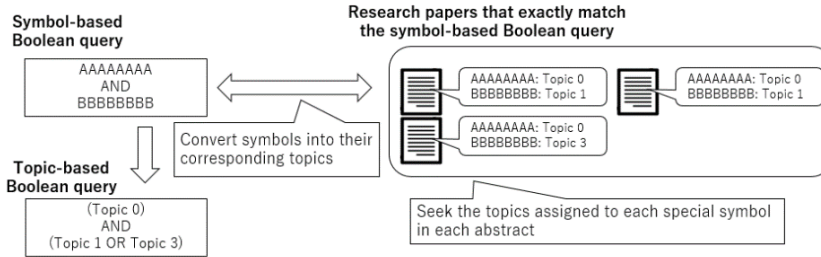 Symbol-based
Boolean query
AAAAAAAA
AND
BBBBBBBB
Research papers that exactly match
the symbol-based Boolean query
AAAAAAAA: Topic 0
BBBBBBBB: Topic 1
AAAAAAAA: Topic 0
BBBBBBBB: Topic 1
AAAAAAAA: Topic 0
BBBBBBBB: Topic 3
Convert symbols into their
corresponding topics
Topic-based
Boolean query
(Topic 0)
AND
(Topic 1 OR Topic 3)
Seek the topics assigned to each special symbol
in each abstract